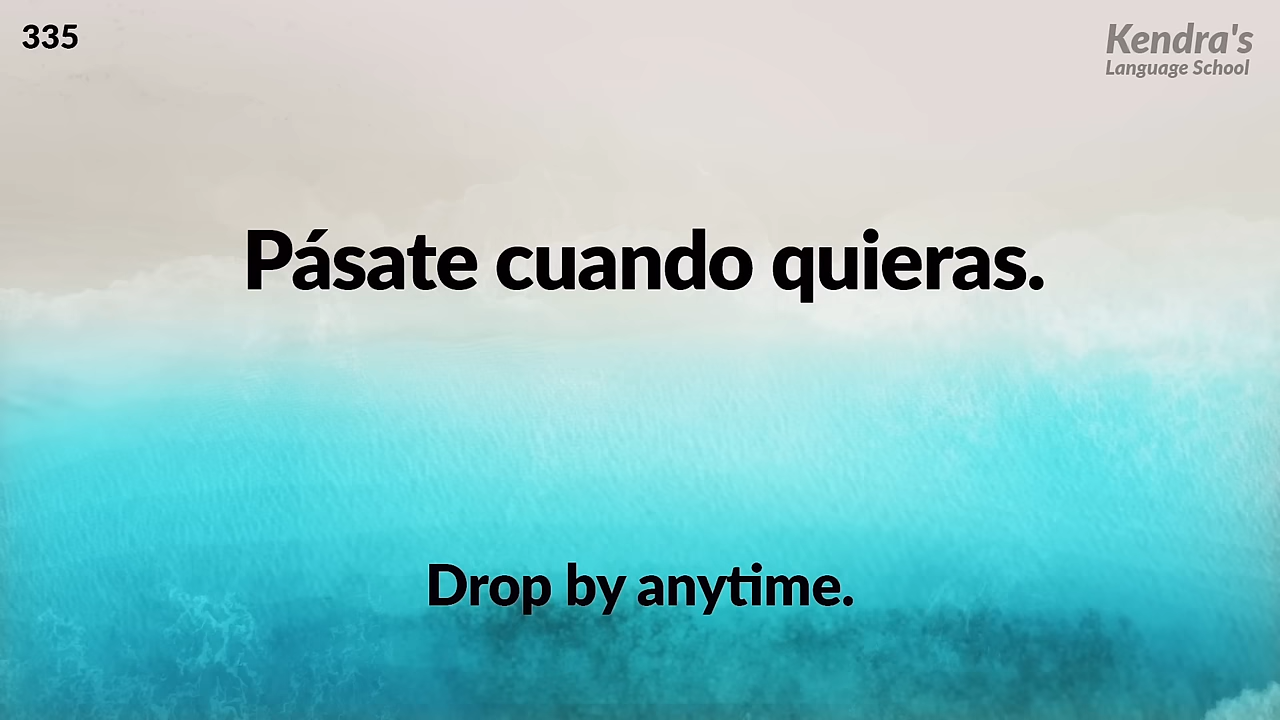 335
Kendra's
Language School
Pásate cuando quieras.
Drop by anytime.